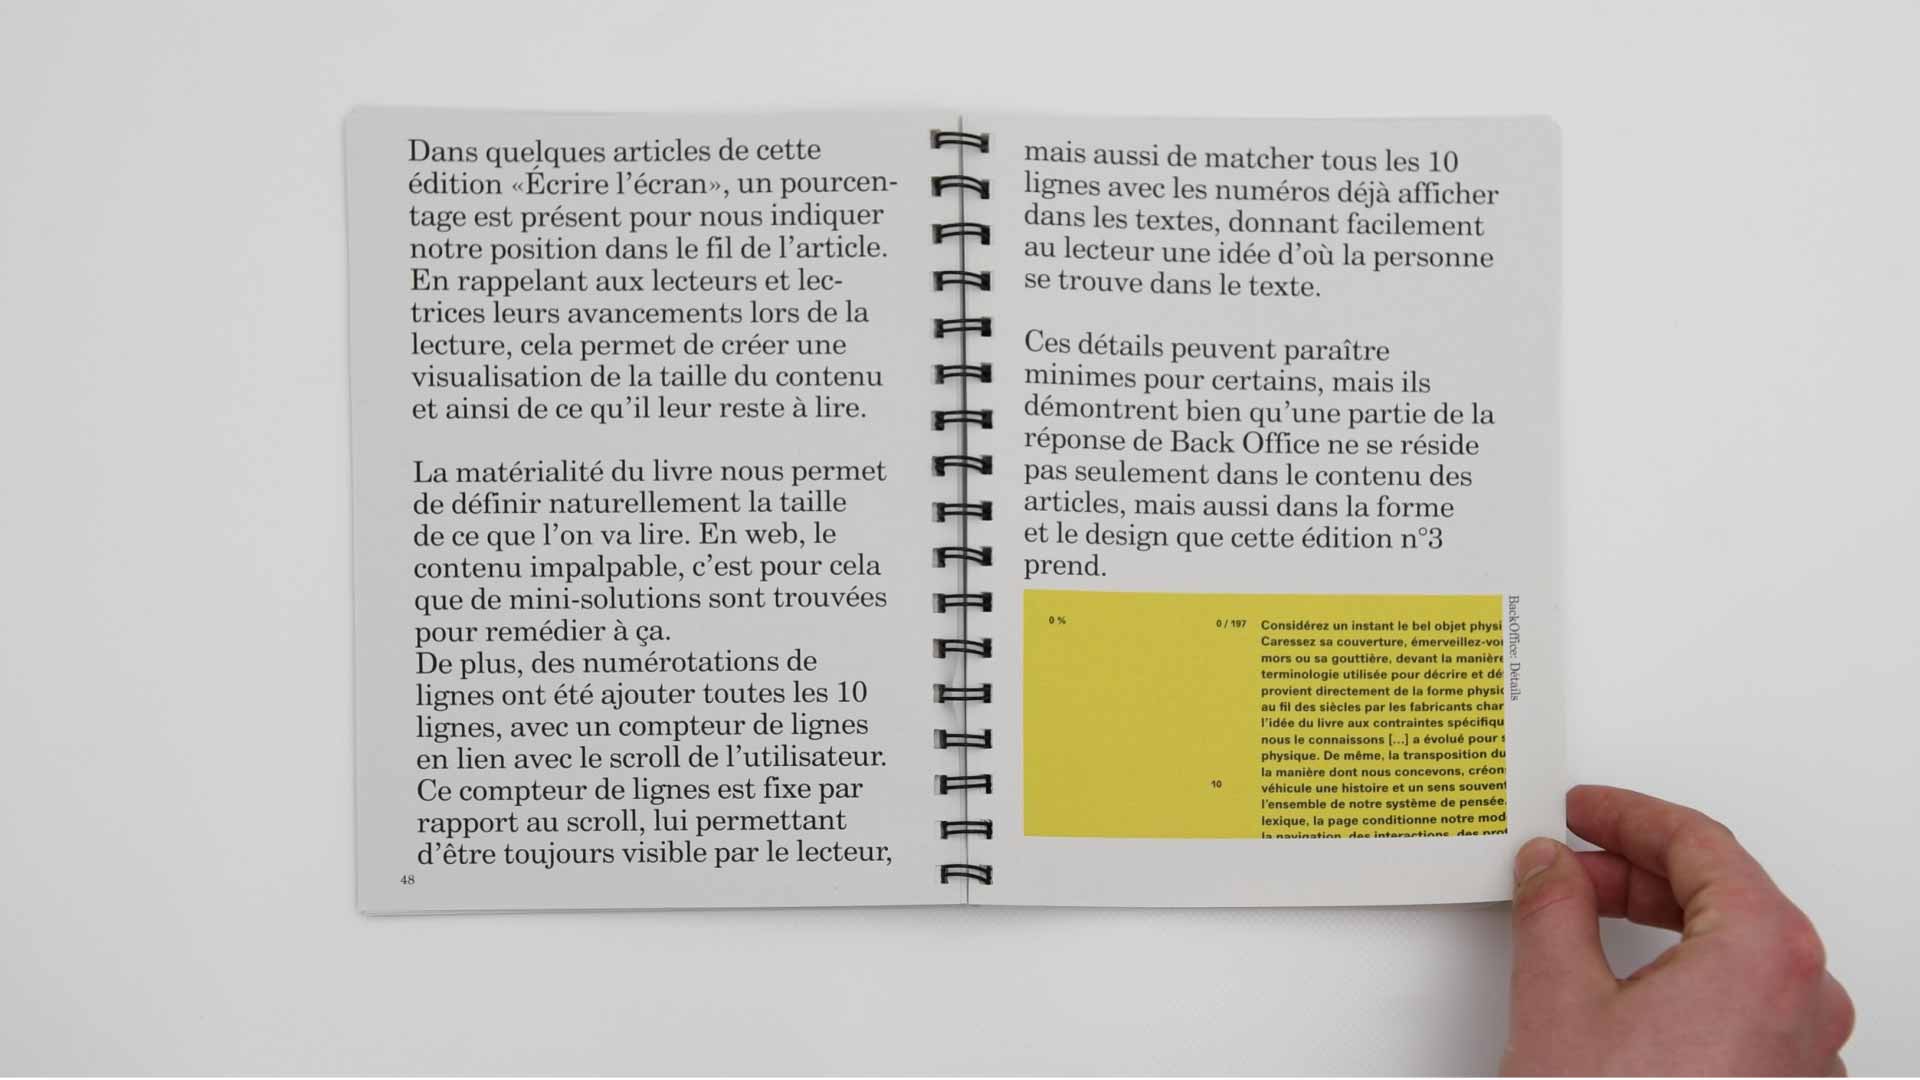 Dans quelques articles de cette
édition «Écrire l’écran», un pourcen-
tage est présent pour nous indiquer
notre position dans le fil de l’article.
En rappelant aux lecteurs et lec-
trices leurs avancements lors de la
lecture, cela permet de créer une
visualisation de la taille du contenu
et ainsi de ce qu’il leur reste à lire.
La matérialité du livre nous permet
de définir naturellement la taille
de ce que l’on va lire. En web, le
contenu impalpable, c’est pour cela
que de mini-solutions sont trouvées
pour remédier à ça.
De plus, des numérotations de
lignes ont été ajouter toutes les 10
lignes, avec un compteur de lignes
en lien avec le scroll de l’utilisateur.
Ce compteur de lignes est fixe par
rapport au scroll, lui permettant
d’être toujours visible par le lecteur,
48
mais aussi de matcher tous les 10
lignes avec les numéros déjà afficher
dans les textes, donnant facilement
au lecteur une idée d’où la personne
se trouve dans le texte.
Ces détails peuvent paraître
minimes pour certains, mais ils
démontrent bien qu’une partie de la
réponse de Back Office ne se réside
pas seulement dans le contenu des
articles, mais aussi dans la forme
et le design que cette édition n°3
prend.
0 %
0 / 197
Considérez un instant le bel objet physi
Caressez sa couverture, émerveillez-vou
mors ou sa gouttière, devant la manière
terminologie utilisée pour décrire et dé
provient directement de la forme physic
au fil des siècles par les fabricants char
l’idée du livre aux contraintes spécifiqu
nous le connaissons [...] a évolué pour s
physique. De même, la transposition du
la manière dont nous concevons, créon
10
véhicule une histoire et un sens souvent
l’ensemble de notre système de pensée.
lexique, la page conditionne notre mod
la navigation, des interactions, des prof
BackOffice: Détails